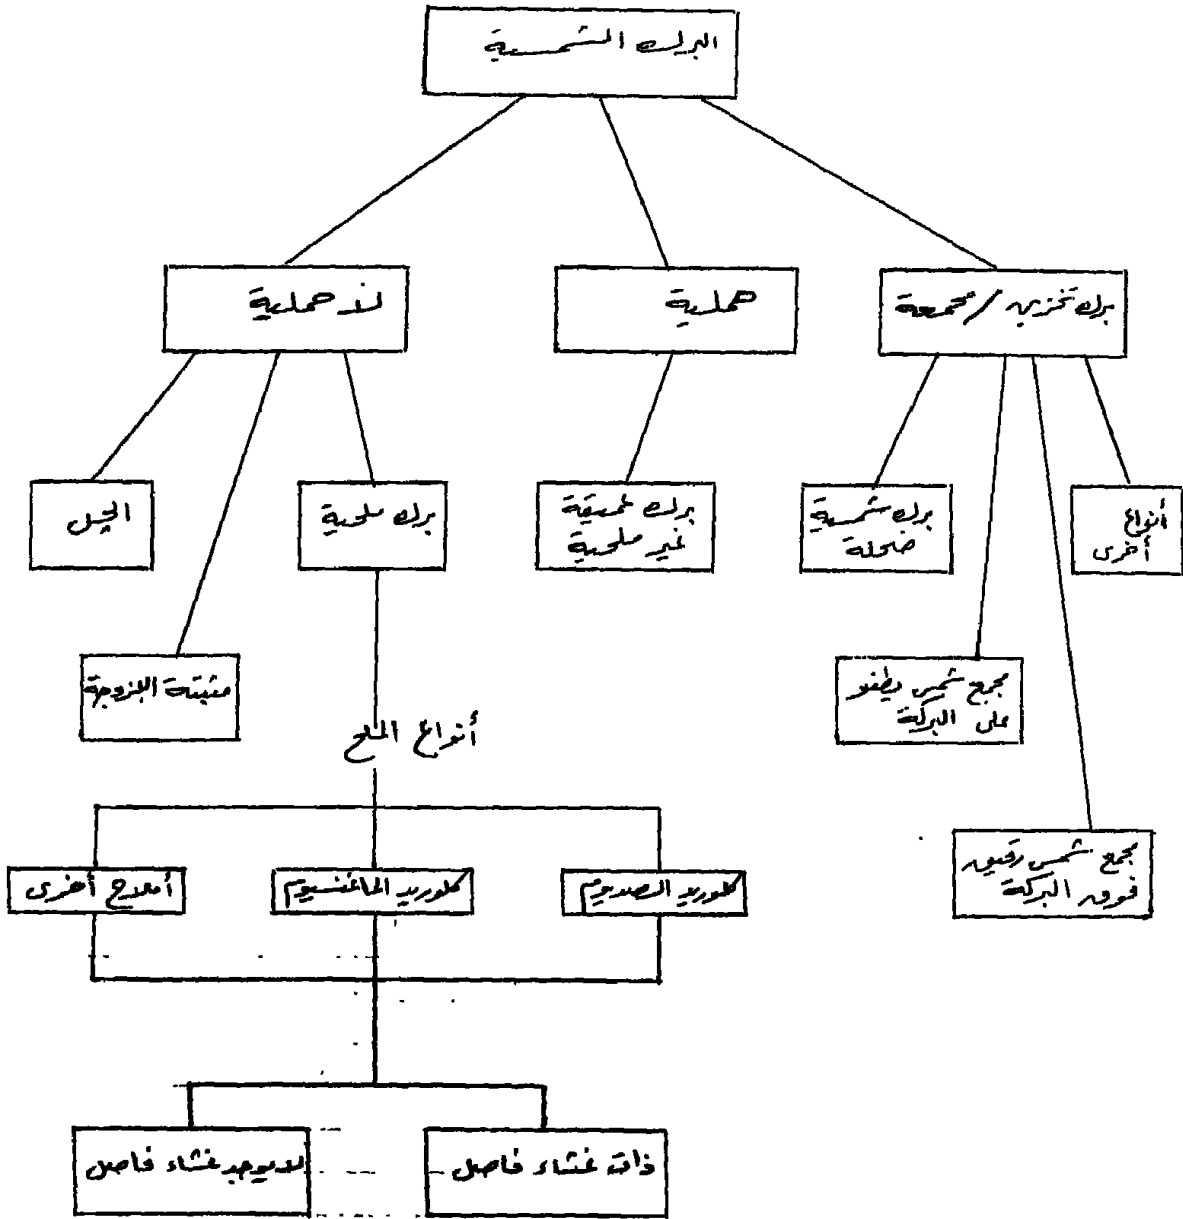 البرك الشمسية
برك تخزين / مجمعة
حملية
لا حملية
أنواع
أخرى
برك شمسية
ضحلة
برك عميقة
غير ملحية
برك ملحية
الجل
مجمع شمس يطفو
على البركة
مثبتة اللزوجة
أنواع الملح
مجمع شمس رقيق
فوق البركة
كلوريد الصديوم
كلوريد الماغنسيوم
أملاح أخرى
ذات غشاء فاصل
لا يوجد غشاء فاصل